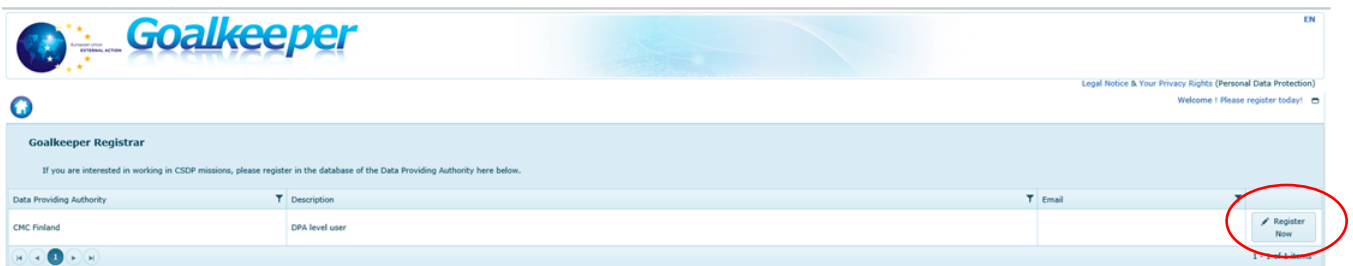 European Union
EXTERNAL ACTION
Goalkeeper
EN
Legal Notice & Your Privacy Rights (Personal Data Protection)
Welcome ! Please register today!
Goalkeeper Registrar
If you are interested in working in CSDP missions, please register in the database of the Data Providing Authority here below.
Data Providing Authority Description Email
CMC Finland DPA level user Register
Now
1 1 - 1 of 1 items